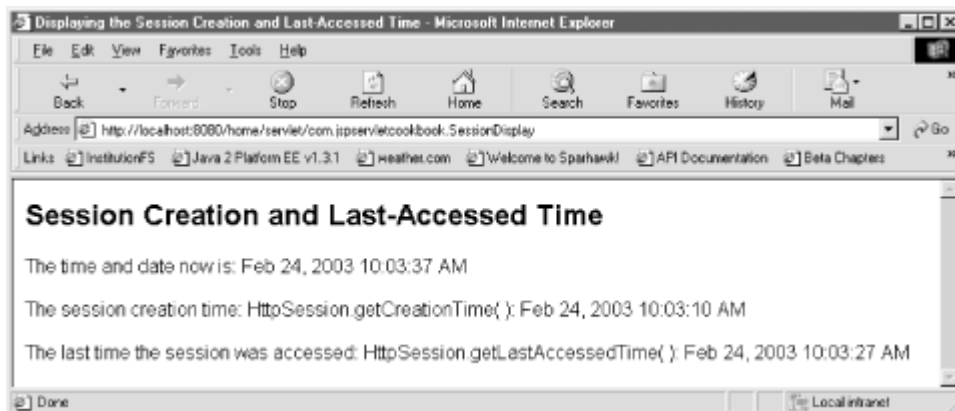 Displaying the Session Creation and Last-Accessed Time - Microsoft Internet Explorer
File Edit View Favorites Tools Help
Back Forward Stop Refresh Home Search Favorites History Mail
Address http://localhost:8080/home/servlet/com.jspservletcookbook.SessionDisplay Go
Links InstitutionFS Java 2 Platform EE v1.3.1 weather.com Welcome to Sparhawk! API Documentation Beta Chapters
Session Creation and Last-Accessed Time
The time and date now is: Feb 24, 2003 10:03:37 AM
The session creation time: HttpSession.getCreationTime( ): Feb 24, 2003 10:03:10 AM
The last time the session was accessed: HttpSession.getLastAccessedTime( ): Feb 24, 2003 10:03:27 AM
Done Local intranet